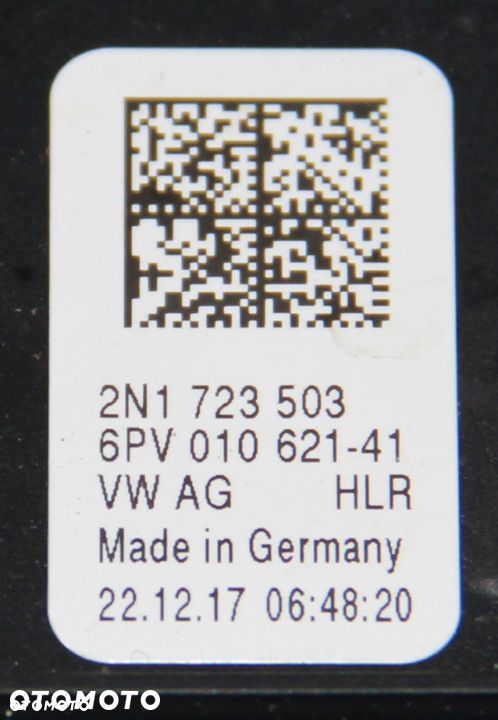 2N1 723 503
6PV 010 621-41
VW AG HLR
Made in Germany
22.12.17 06:48:20
OTOMOTO
OTOMOTO